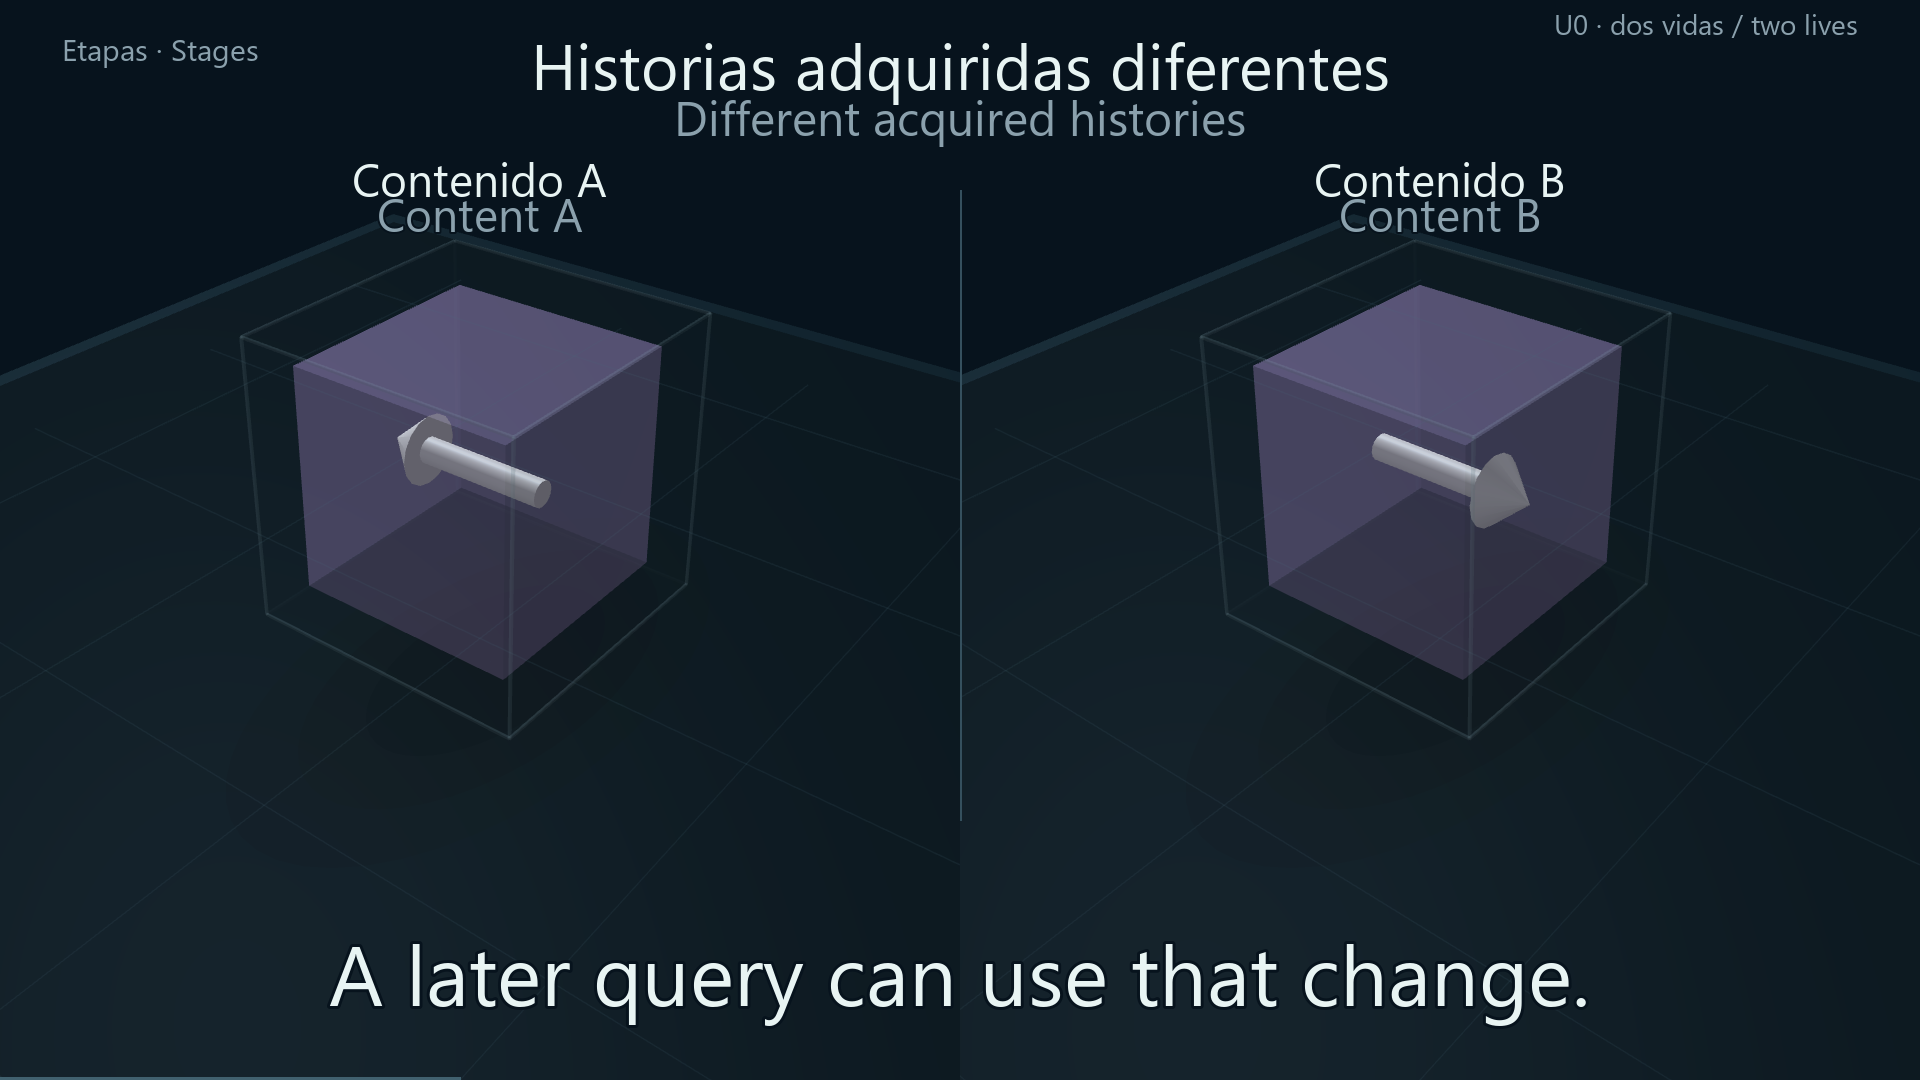 Etapas · Stages
U0 · dos vidas / two lives
Historias adquiridas diferentes
Different acquired histories
Contenido A
Content A
Contenido B
Content B
A later query can use that change.